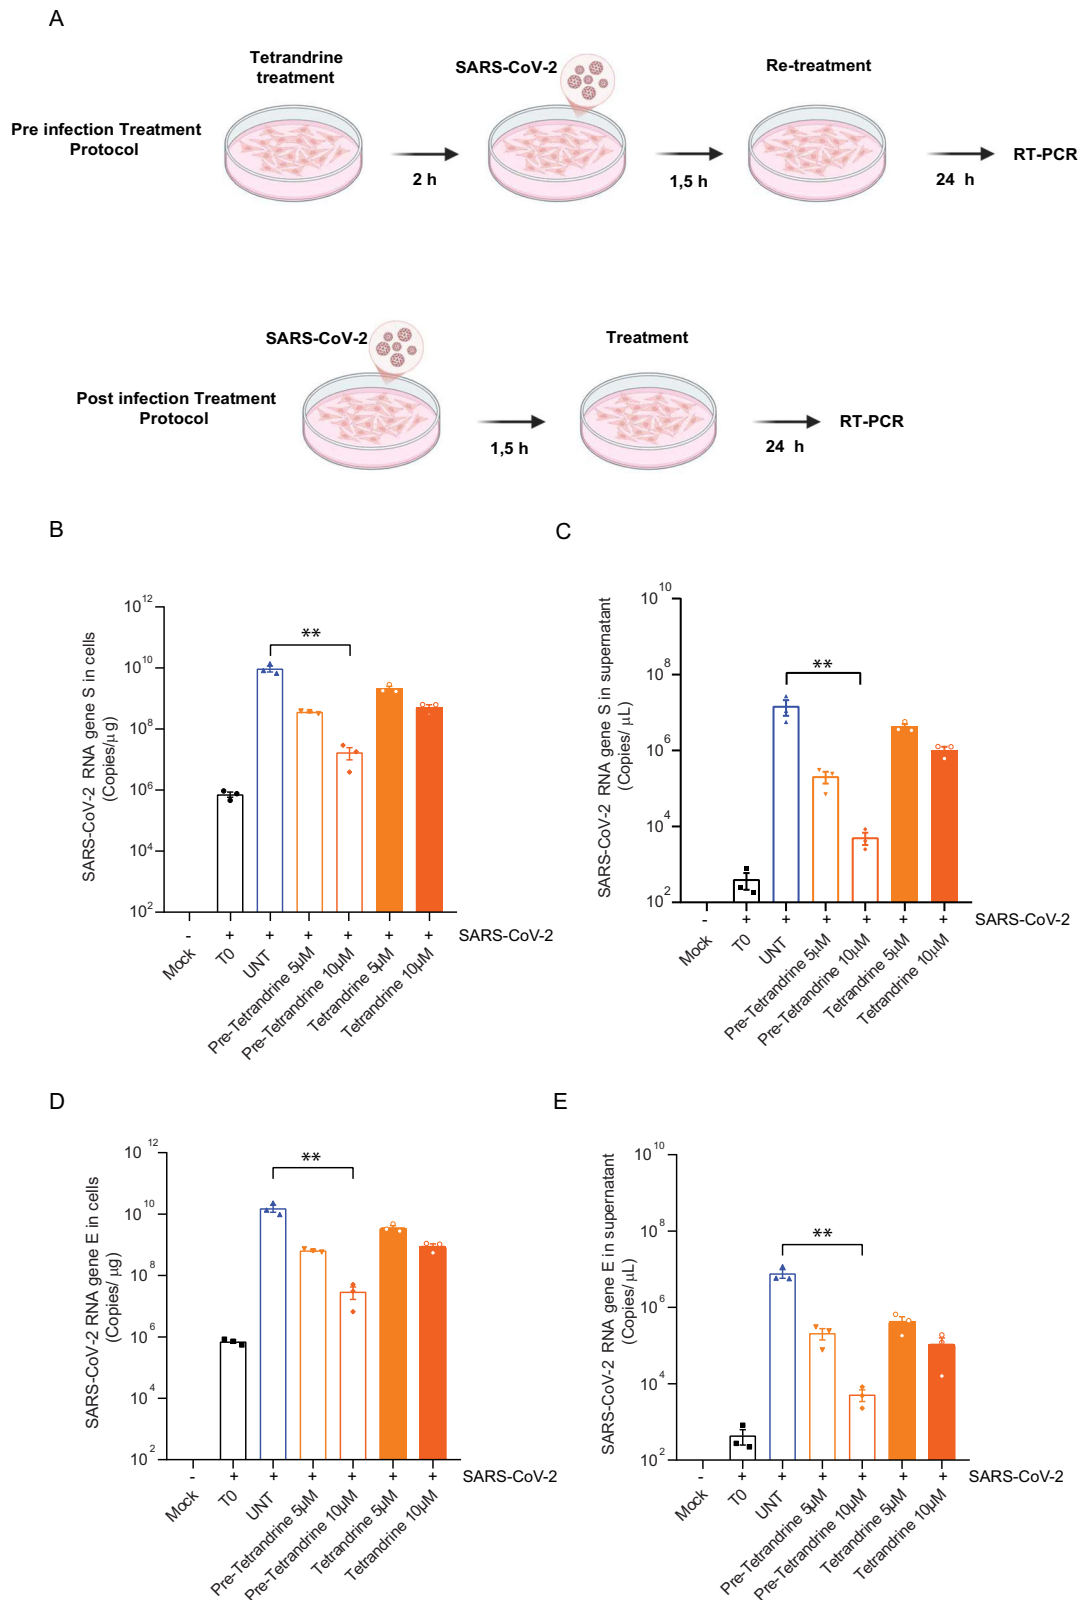 A
Tetrandrine
treatment
SARS-CoV-2
Re-treatment
Pre infection Treatment
Protocol
2 h
1,5 h
24 h
RT-PCR
SARS-CoV-2
Treatment
Post infection Treatment
Protocol
1,5 h
24 h
RT-PCR
B
SARS-CoV-2 RNA gene S in cells
(Copies/μg)
10^12
10^10
10^8
10^6
10^4
10^2
**
- + + + + + + SARS-CoV-2
Mock
T0
UNT
Pre-Tetrandrine 5μM
Pre-Tetrandrine 10μM
Tetrandrine 5μM
Tetrandrine 10μM
C
SARS-CoV-2 RNA gene S in supernatant
(Copies/ μL)
10^10
10^8
10^6
10^4
10^2
**
- + + + + + + SARS-CoV-2
Mock
T0
UNT
Pre-Tetrandrine 5μM
Pre-Tetrandrine 10μM
Tetrandrine 5μM
Tetrandrine 10μM
D
SARS-CoV-2 RNA gene E in cells
(Copies/ μg)
10^12
10^10
10^8
10^6
10^4
10^2
**
- + + + + + + SARS-CoV-2
Mock
T0
UNT
Pre-Tetrandrine 5μM
Pre-Tetrandrine 10μM
Tetrandrine 5μM
Tetrandrine 10μM
E
SARS-CoV-2 RNA gene E in supernatant
(Copies/ μL)
10^10
10^8
10^6
10^4
10^2
**
- + + + + + + SARS-CoV-2
Mock
T0
UNT
Pre-Tetrandrine 5μM
Pre-Tetrandrine 10μM
Tetrandrine 5μM
Tetrandrine 10μM